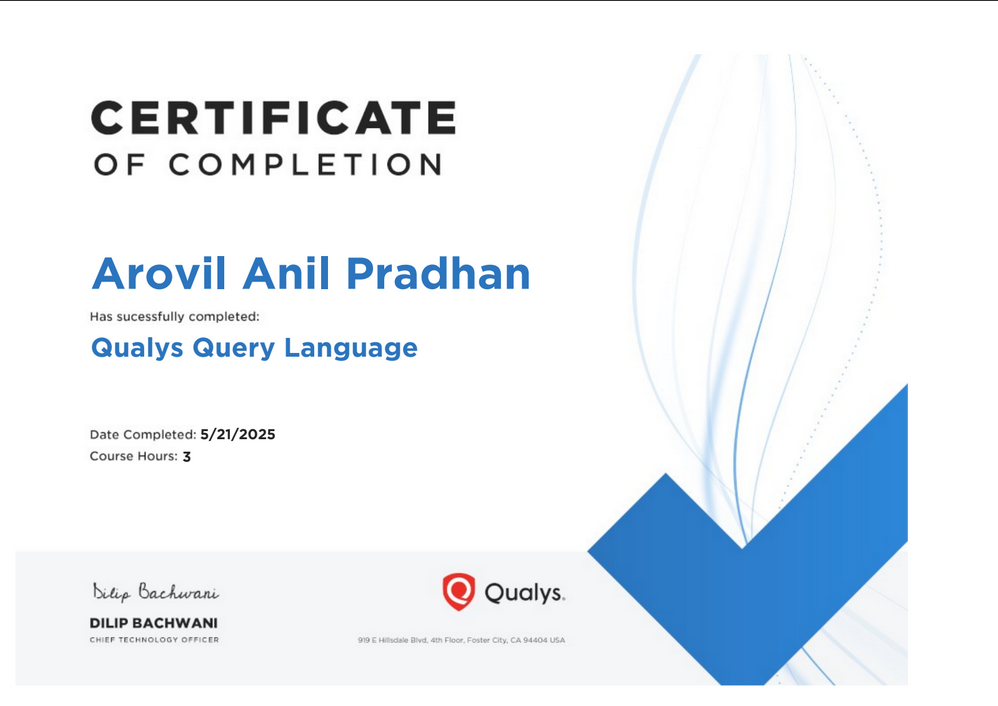 CERTIFICATE
OF COMPLETION
Arovil Anil Pradhan
Has sucessfully completed:
Qualys Query Language
Date Completed: 5/21/2025
Course Hours: 3
Dilip Bachwani
DILIP BACHWANI
CHIEF TECHNOLOGY OFFICER
Qualys.
919 E Hillsdale Blvd, 4th Floor, Foster City, CA 94404 USA